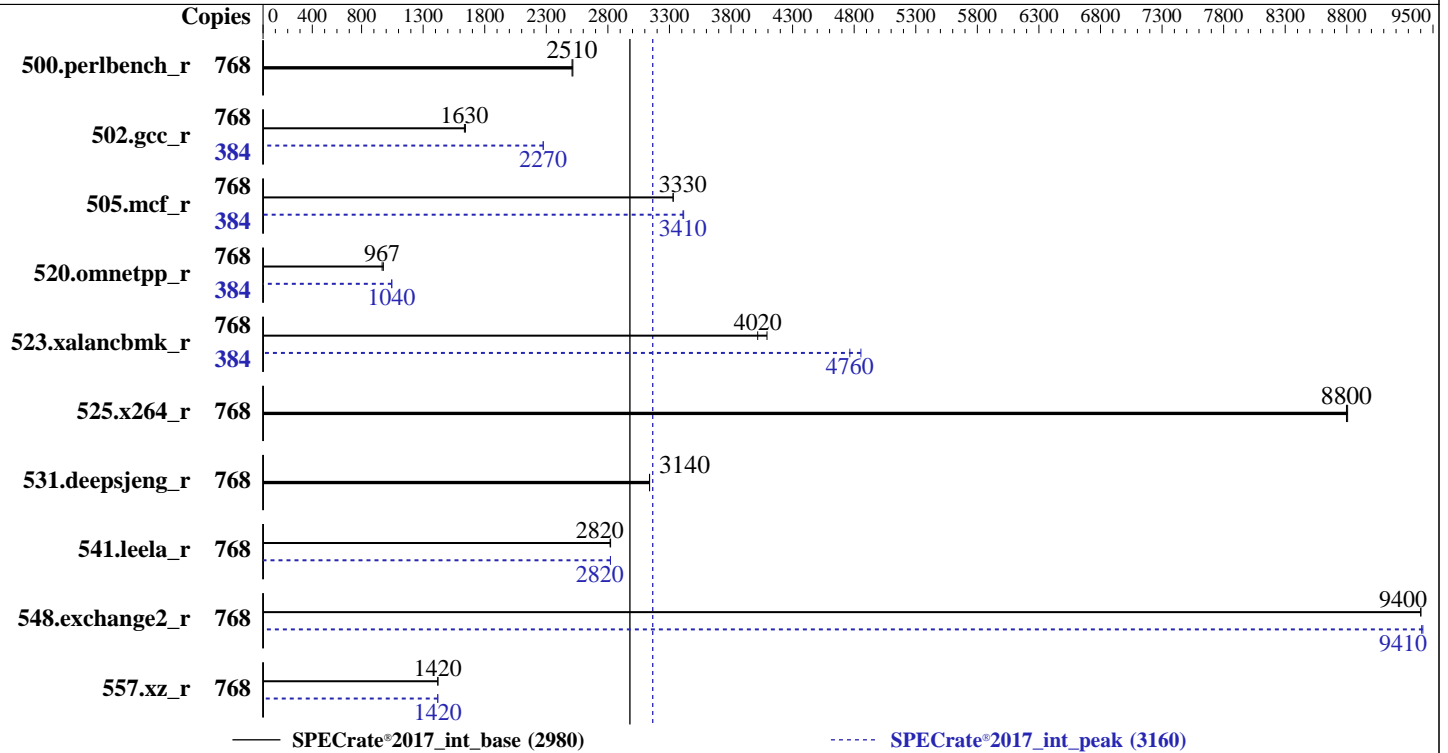 Copies 0 400 800 1300 1800 2300 2800 3300 3800 4300 4800 5300 5800 6300 6800 7300 7800 8300 8800 9500
500.perlbench_r 768 2510
502.gcc_r 768 1630
384 2270
505.mcf_r 768 3330
384 3410
520.omnetpp_r 768 967
384 1040
523.xalancbmk_r 768 4020
384 4760
525.x264_r 768 8800
531.deepsjeng_r 768 3140
541.leela_r 768 2820
2820
548.exchange2_r 768 9400
9410
557.xz_r 768 1420
1420
SPECrate®2017_int_base (2980) SPECrate®2017_int_peak (3160)